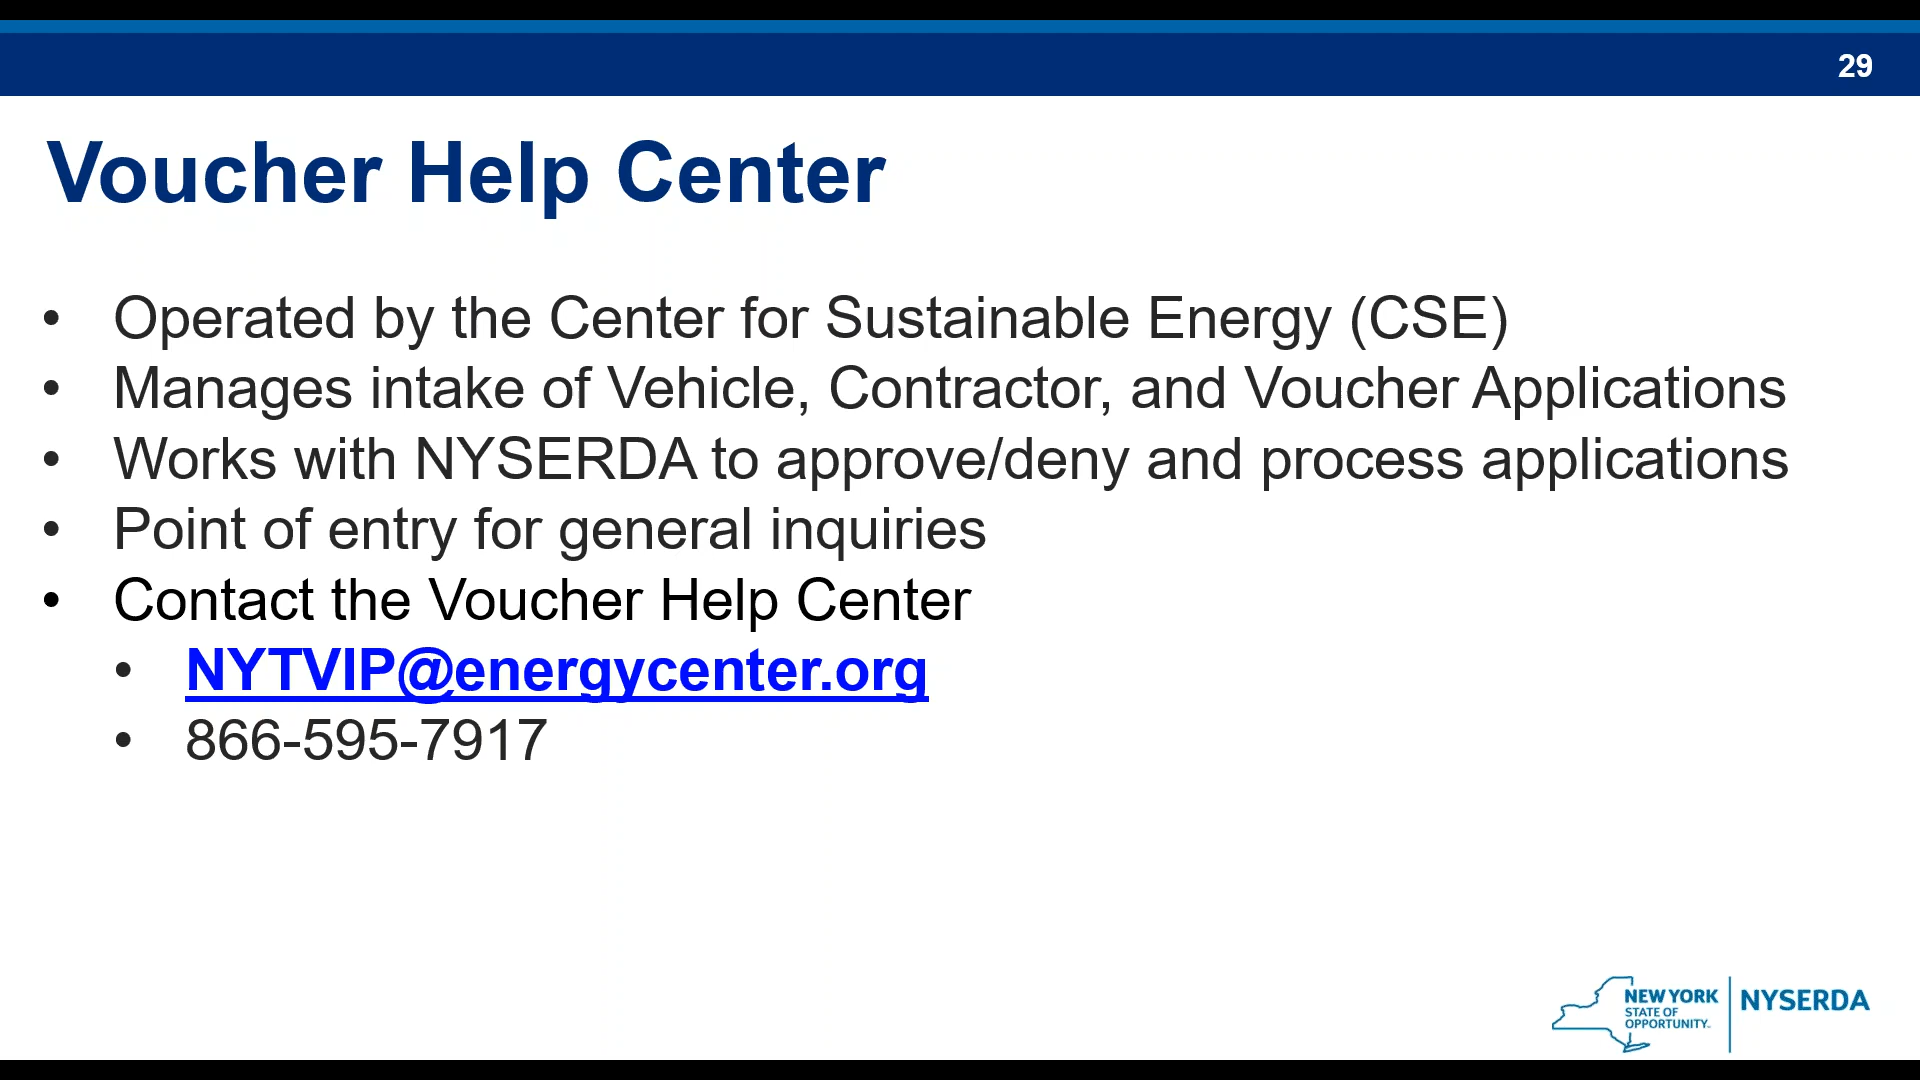 29
Voucher Help Center
• Operated by the Center for Sustainable Energy (CSE)
• Manages intake of Vehicle, Contractor, and Voucher Applications
• Works with NYSERDA to approve/deny and process applications
• Point of entry for general inquiries
• Contact the Voucher Help Center
• NYTVIP@energycenter.org
• 866-595-7917
NEW YORK
STATE OF
OPPORTUNITY.
NYSERDA